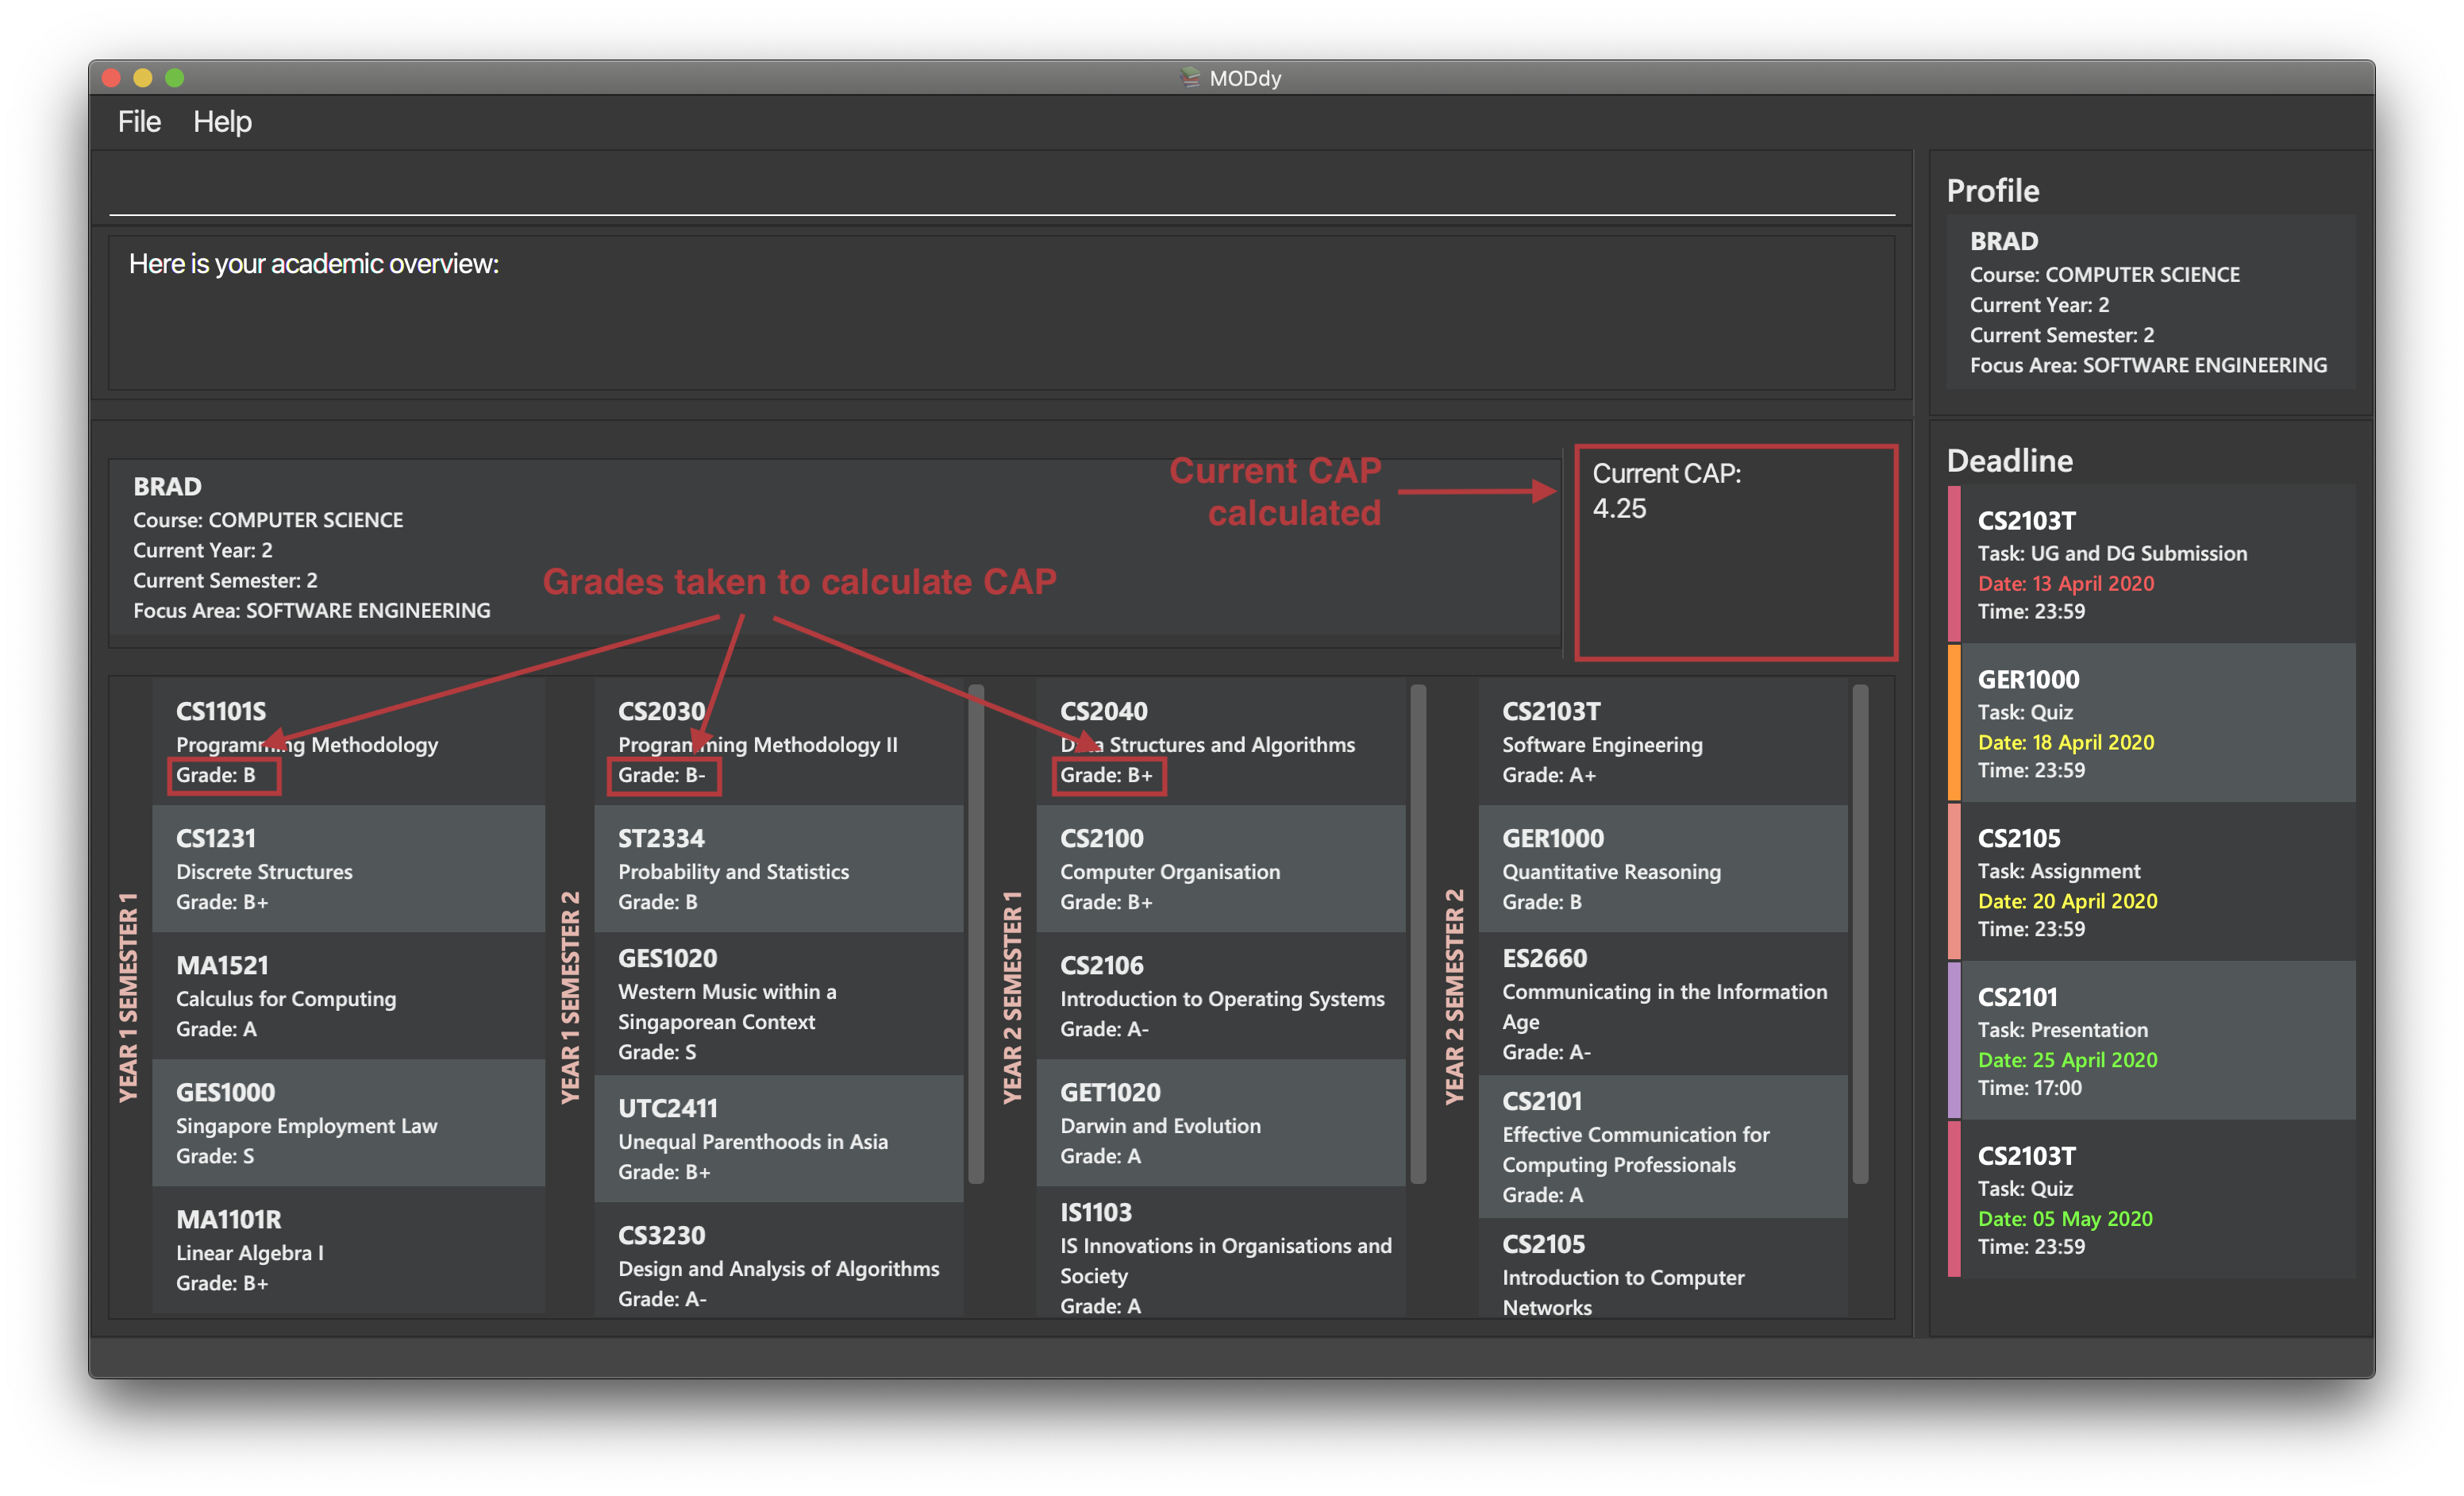 MODdy
File Help
Here is your academic overview:
BRAD
Course: COMPUTER SCIENCE
Current Year: 2
Current Semester: 2
Focus Area: SOFTWARE ENGINEERING
Grades taken to calculate CAP
Current CAP
calculated
Current CAP:
4.25
YEAR 1 SEMESTER 1
CS1101S
Programming Methodology
Grade: B
CS1231
Discrete Structures
Grade: B+
MA1521
Calculus for Computing
Grade: A
GES1000
Singapore Employment Law
Grade: S
MA1101R
Linear Algebra I
Grade: B+
YEAR 1 SEMESTER 2
CS2030
Programming Methodology II
Grade: B-
ST2334
Probability and Statistics
Grade: B
GES1020
Western Music within a
Singaporean Context
Grade: S
UTC2411
Unequal Parenthoods in Asia
Grade: B+
CS3230
Design and Analysis of Algorithms
Grade: A-
YEAR 2 SEMESTER 1
CS2040
Data Structures and Algorithms
Grade: B+
CS2100
Computer Organisation
Grade: B+
CS2106
Introduction to Operating Systems
Grade: A-
GET1020
Darwin and Evolution
Grade: A
IS1103
IS Innovations in Organisations and
Society
Grade: A
YEAR 2 SEMESTER 2
CS2103T
Software Engineering
Grade: A+
GER1000
Quantitative Reasoning
Grade: B
ES2660
Communicating in the Information
Age
Grade: A-
CS2101
Effective Communication for
Computing Professionals
Grade: A
CS2105
Introduction to Computer
Networks
Profile
BRAD
Course: COMPUTER SCIENCE
Current Year: 2
Current Semester: 2
Focus Area: SOFTWARE ENGINEERING
Deadline
CS2103T
Task: UG and DG Submission
Date: 13 April 2020
Time: 23:59
GER1000
Task: Quiz
Date: 18 April 2020
Time: 23:59
CS2105
Task: Assignment
Date: 20 April 2020
Time: 23:59
CS2101
Task: Presentation
Date: 25 April 2020
Time: 17:00
CS2103T
Task: Quiz
Date: 05 May 2020
Time: 23:59